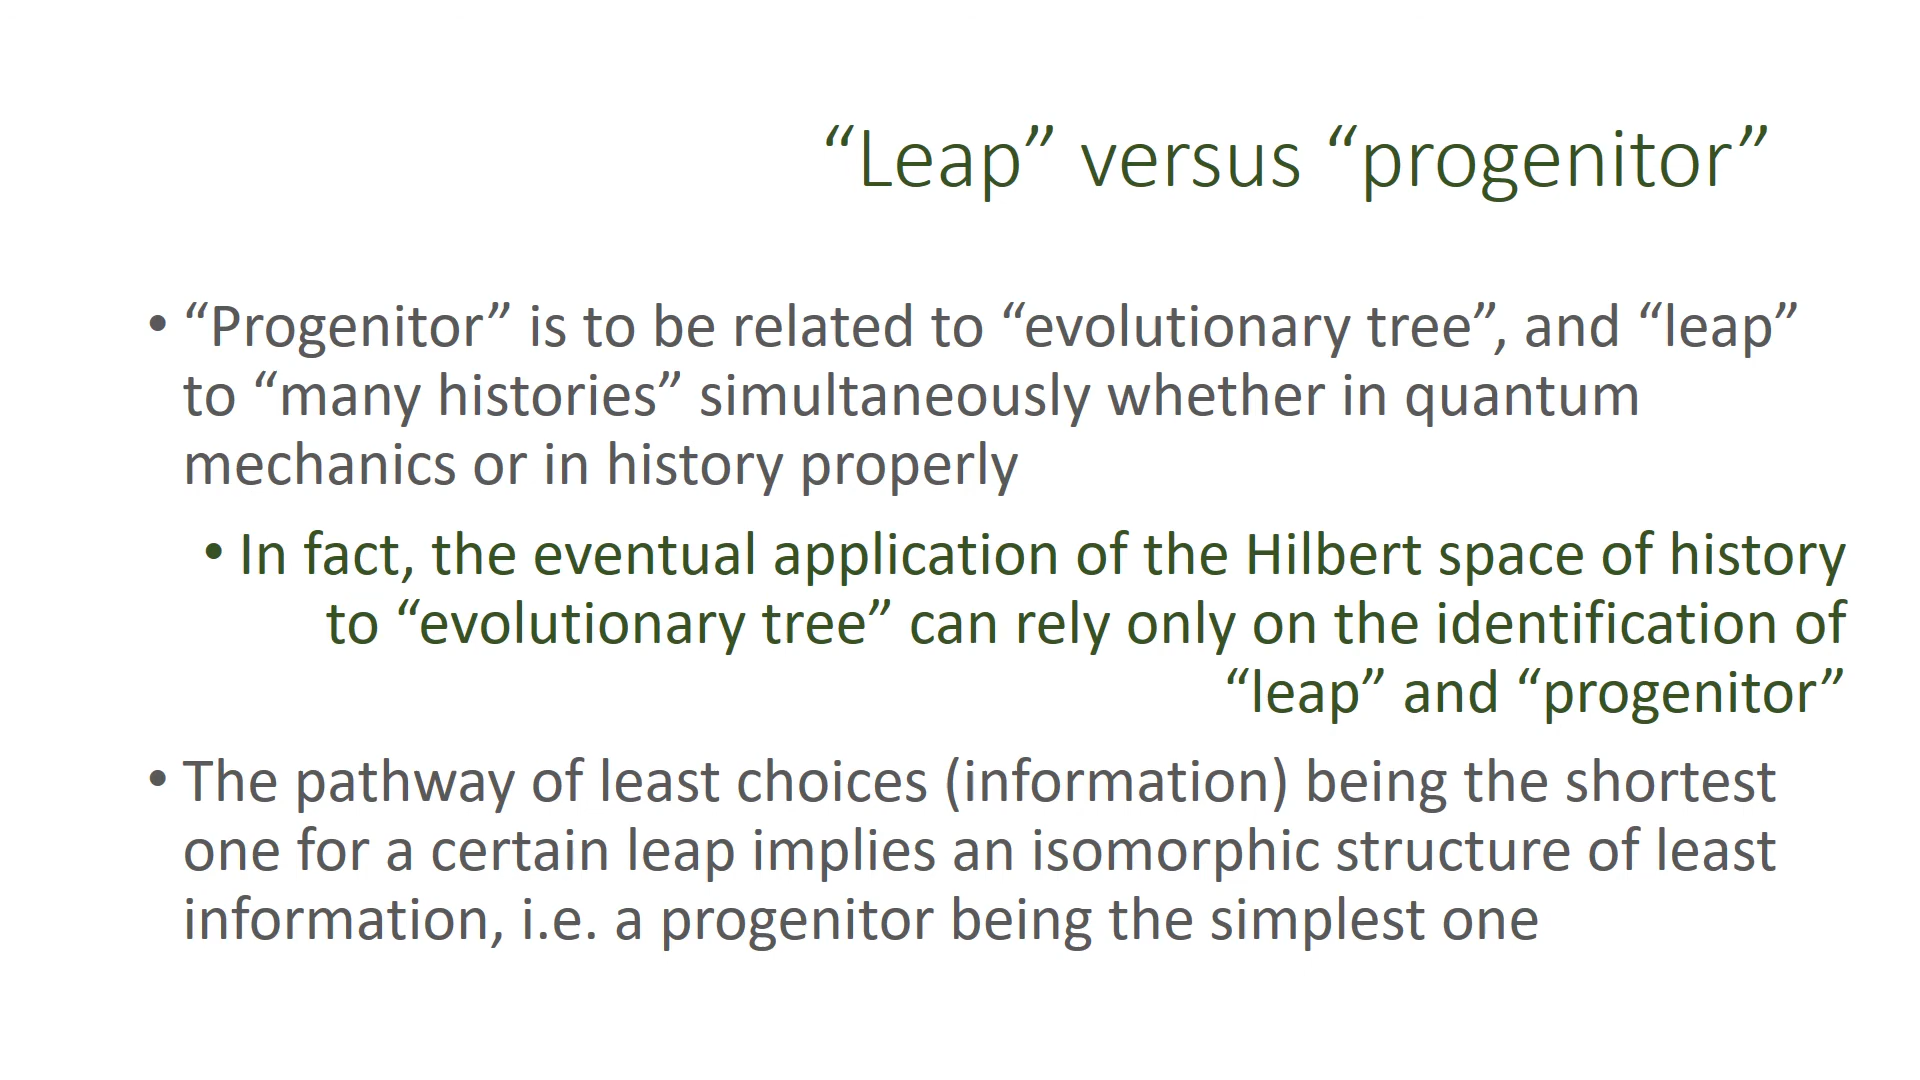 “Leap” versus “progenitor”
• “Progenitor” is to be related to “evolutionary tree”, and “leap”
to “many histories” simultaneously whether in quantum
mechanics or in history properly
• In fact, the eventual application of the Hilbert space of history
to “evolutionary tree” can rely only on the identification of
“leap” and “progenitor”
• The pathway of least choices (information) being the shortest
one for a certain leap implies an isomorphic structure of least
information, i.e. a progenitor being the simplest one